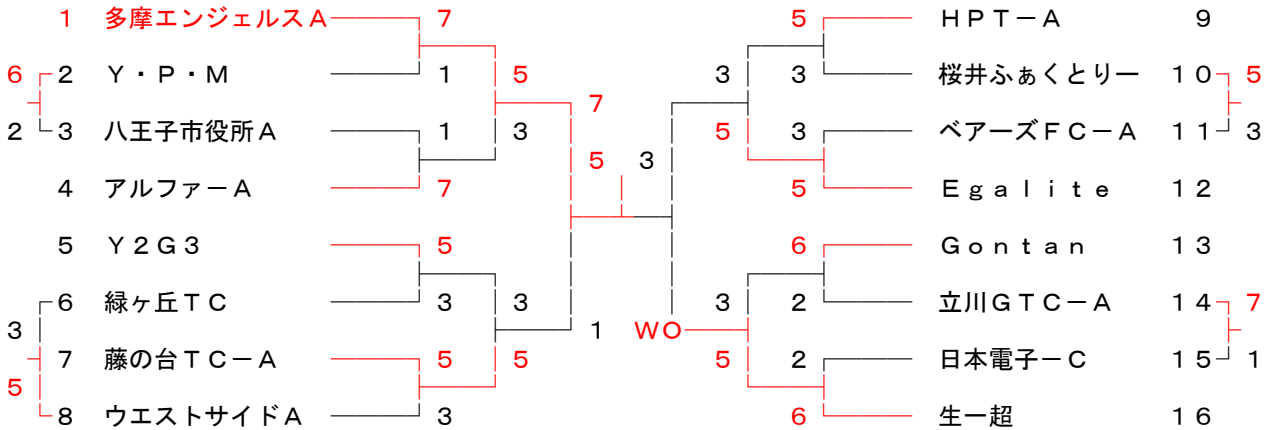 1 多摩エンジェルスA 7 5 HPT－A 9
6 2 Y・P・M 1 5 3 3 桜井ふぁくとりー 10 5
7
2 3 八王子市役所A 1 3 5 3 ベアーズFC－A 11 3
5 3
4 アルファーA 7 5 Egalite 12
5 Y2G3 5 6 Gontan 13
6 緑ヶ丘TC 3 3 3 2 立川GTC－A 14 7
3 1 WO
7 藤の台TC－A 5 5 5 2 日本電子－C 15 1
5
8 ウエストサイドA 3 6 生一超 16